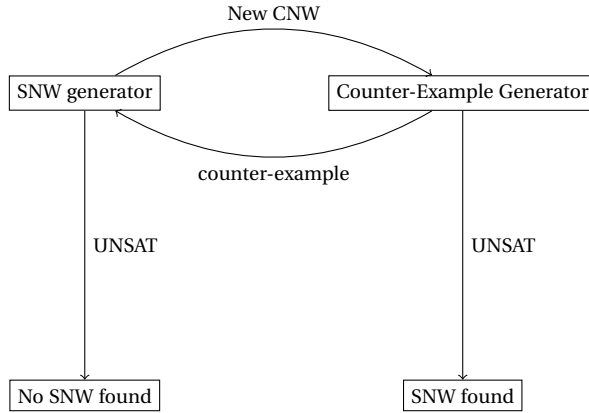 New CNW
SNW generator
Counter-Example Generator
counter-example
UNSAT
UNSAT
No SNW found
SNW found